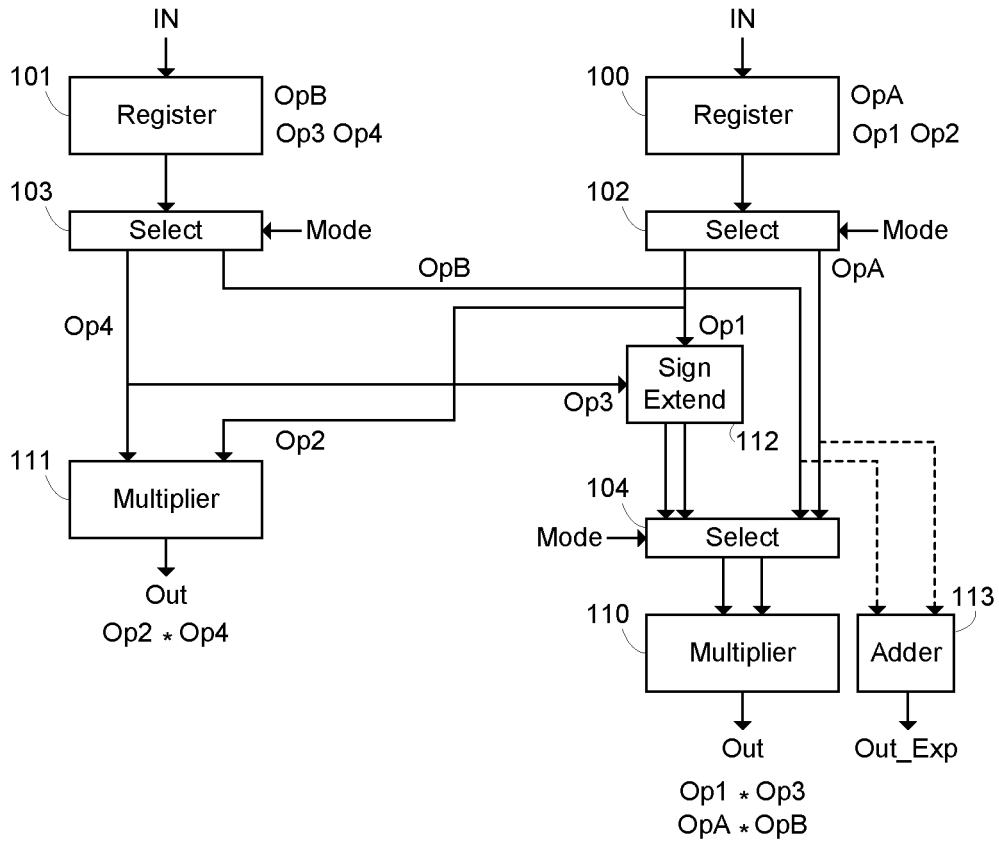 IN
IN
101
Register
OpB
Op3 Op4
100
Register
OpA
Op1 Op2
103
Select
Mode
102
Select
Mode
OpB
OpA
Op4
Op1
Sign
Extend
Op3
112
Op2
111
Multiplier
104
Mode
Select
Out
Op2 * Op4
110
Multiplier
113
Adder
Out
Out_Exp
Op1 * Op3
OpA * OpB